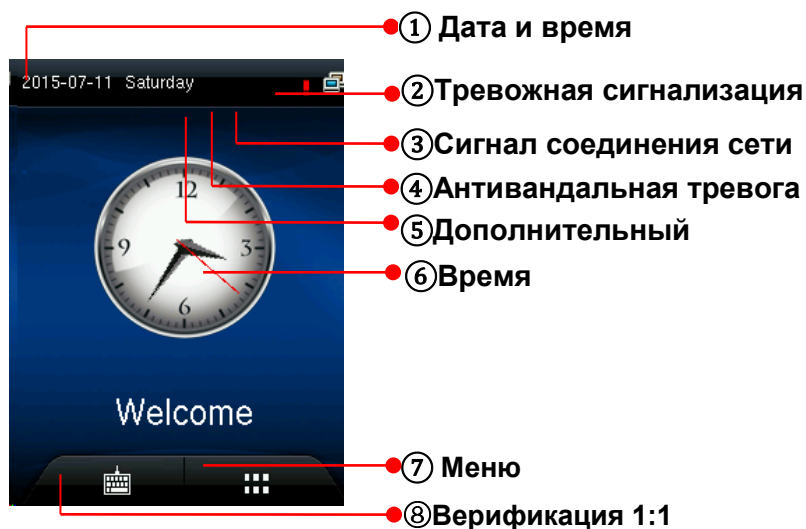 ① Дата и время
2015-07-11 Saturday
②Тревожная сигнализация
③Сигнал соединения сети
④Антивандальная тревога
⑤Дополнительный
⑥Время
12
9
3
6
Welcome
⑦ Меню
⑧Верификация 1:1